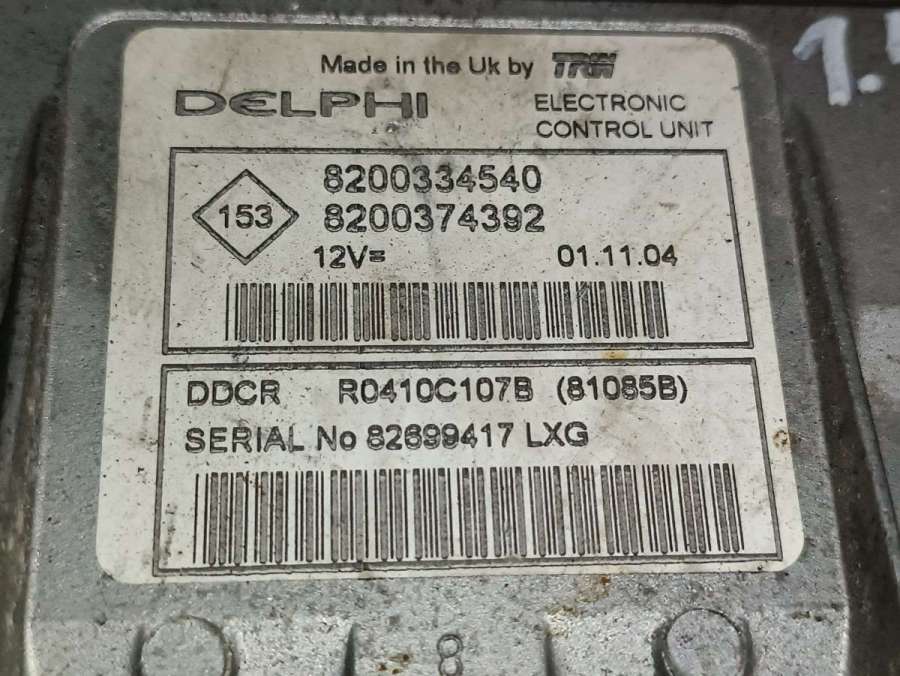 Made in the Uk by TRW
DELPHI
ELECTRONIC
CONTROL UNIT
8200334540
153
8200374392
12V=
01.11.04
DDCR R0410C107B (81085B)
SERIAL No 82699417 LXG
8